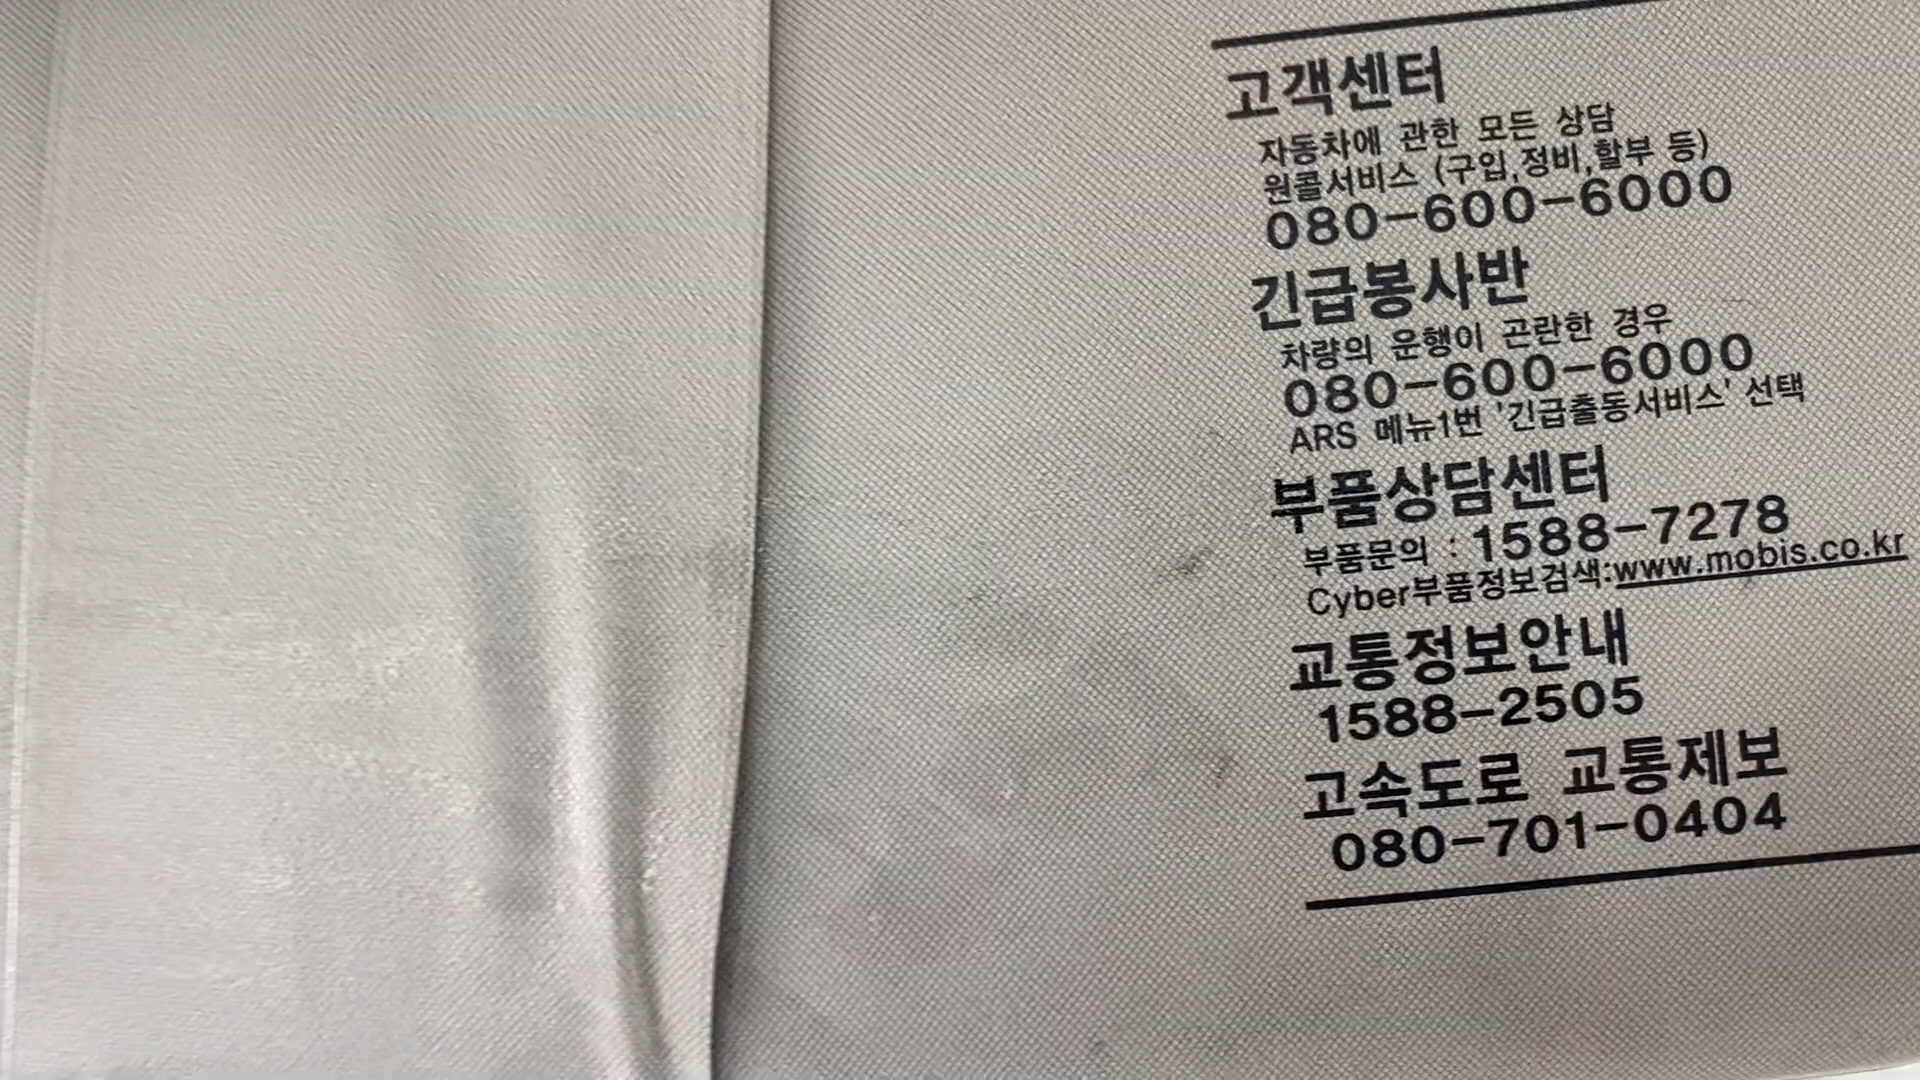 고객센터
자동차에 관한 모든 상담
원콜서비스 (구입,정비,할부 등)
080-600-6000
긴급봉사반
차량의 운행이 곤란한 경우
080-600-6000
ARS 메뉴1번 '긴급출동서비스' 선택
부품상담센터
부품문의 : 1588-7278
Cyber부품정보검색:www.mobis.co.kr
교통정보안내
1588-2505
고속도로 교통제보
080-701-0404